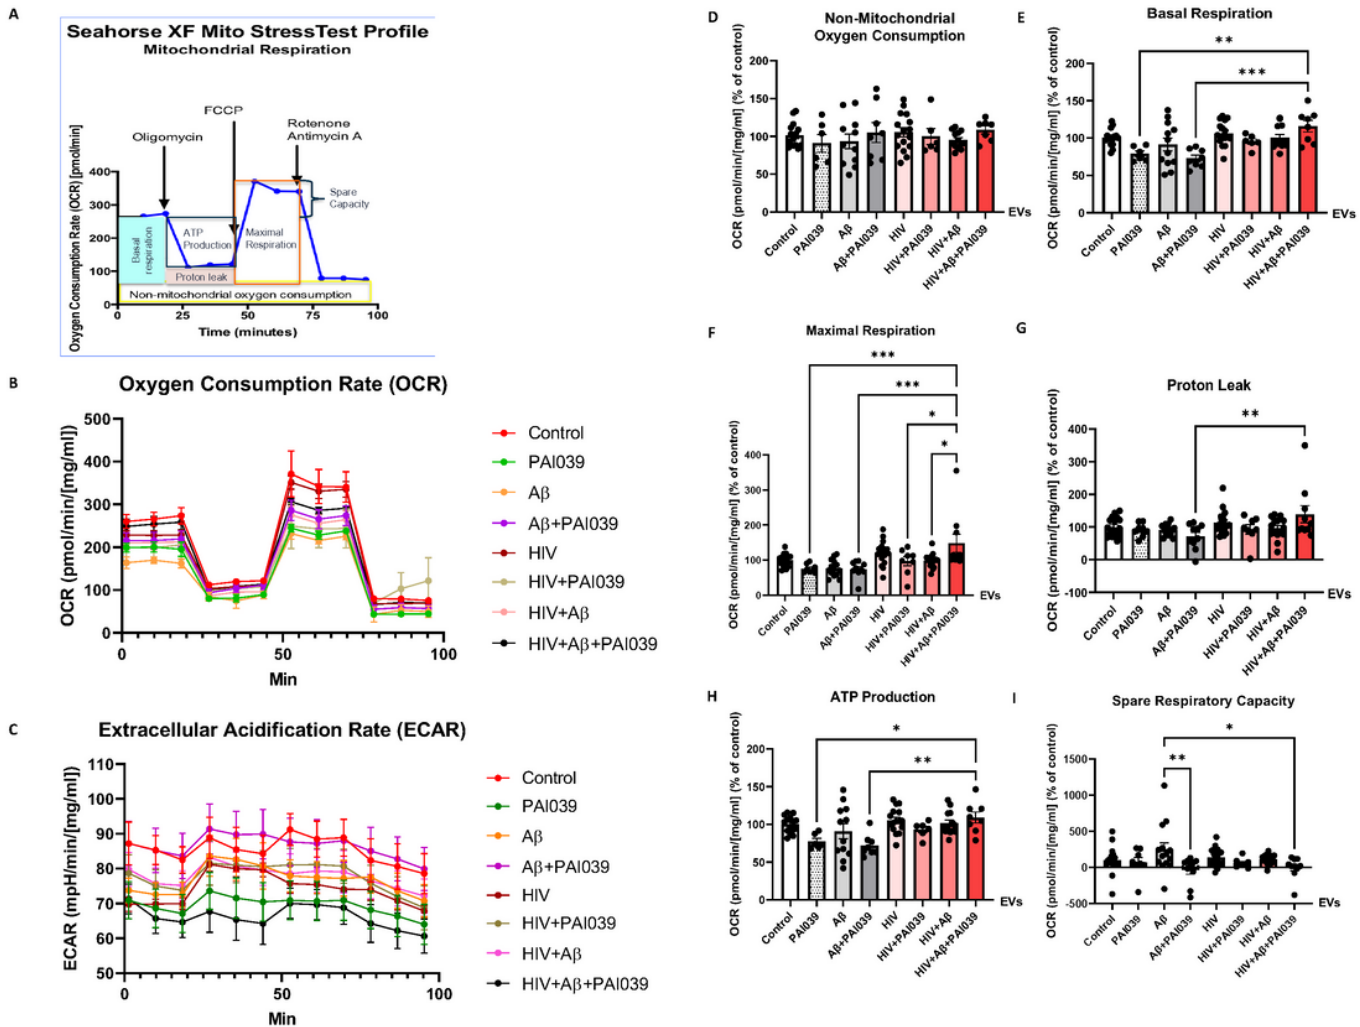 A
Seahorse XF Mito StressTest Profile
Mitochondrial Respiration
FCCP
Oligomycin
Rotenone
Antimycin A
Oxygen Consumption Rate (OCR) [pmol/min]
400
300
200
100
0
Basal
respiration
ATP
Production
Maximal
Respiration
Spare
Capacity
Proton leak
Non-mitochondrial oxygen consumption
0 25 50 75 100
Time (minutes)
B
Oxygen Consumption Rate (OCR)
OCR (pmol/min/[mg/ml])
500
400
300
200
100
0
0 50 100
Min
Control
PAI039
Aβ
Aβ+PAI039
HIV
HIV+PAI039
HIV+Aβ
HIV+Aβ+PAI039
C
Extracellular Acidification Rate (ECAR)
ECAR (mpH/min/[mg/ml])
110
100
90
80
70
60
50
0 50 100
Min
Control
PAI039
Aβ
Aβ+PAI039
HIV
HIV+PAI039
HIV+Aβ
HIV+Aβ+PAI039
D
Non-Mitochondrial
Oxygen Consumption
OCR (pmol/min/[mg/ml] (% of control)
200
150
100
50
0
EVs
Control
PAI039
Aβ
Aβ+PAI039
HIV
HIV+PAI039
HIV+Aβ
HIV+Aβ+PAI039
E
Basal Respiration
OCR (pmol/min/[mg/ml] (% of control)
**
***
200
150
100
50
0
EVs
Control
PAI039
Aβ
Aβ+PAI039
HIV
HIV+PAI039
HIV+Aβ
HIV+Aβ+PAI039
F
Maximal Respiration
OCR (pmol/min/[mg/ml] (% of control)
***
***
*
*
400
300
200
100
0
EVs
Control
PAI039
Aβ
Aβ+PAI039
HIV
HIV+PAI039
HIV+Aβ
HIV+Aβ+PAI039
G
Proton Leak
OCR (pmol/min/[mg/ml] (% of control)
**
400
300
200
100
0
-100
EVs
Control
PAI039
Aβ
Aβ+PAI039
HIV
HIV+PAI039
HIV+Aβ
HIV+Aβ+PAI039
H
ATP Production
OCR (pmol/min/[mg/ml] (% of control)
*
**
200
150
100
50
0
EVs
Control
PAI039
Aβ
Aβ+PAI039
HIV
HIV+PAI039
HIV+Aβ
HIV+Aβ+PAI039
I
Spare Respiratory Capacity
OCR (pmol/min/[mg/ml] (% of control)
*
**
1500
1000
500
0
-500
EVs
Control
PAI039
Aβ
Aβ+PAI039
HIV
HIV+PAI039
HIV+Aβ
HIV+Aβ+PAI039